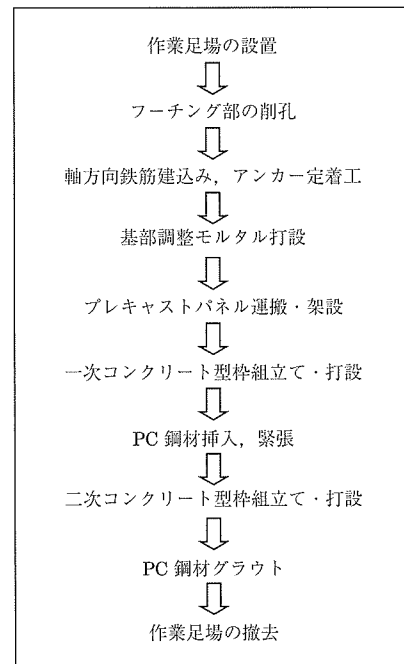 作業足場の設置
フーチング部の削孔
軸方向鉄筋建込み，アンカー定着工
基部調整モルタル打設
プレキャストパネル運搬・架設
一次コンクリート型枠組立て・打設
PC 鋼材挿入，緊張
二次コンクリート型枠組立て・打設
PC 鋼材グラウト
作業足場の撤去